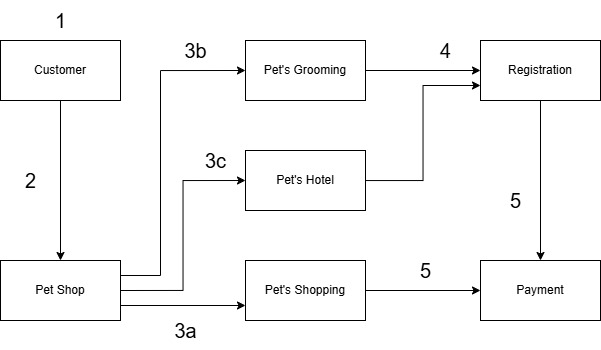 1
Customer
3b
Pet's Grooming
4
Registration
2
3c
Pet's Hotel
5
Pet Shop
3a
Pet's Shopping
5
Payment